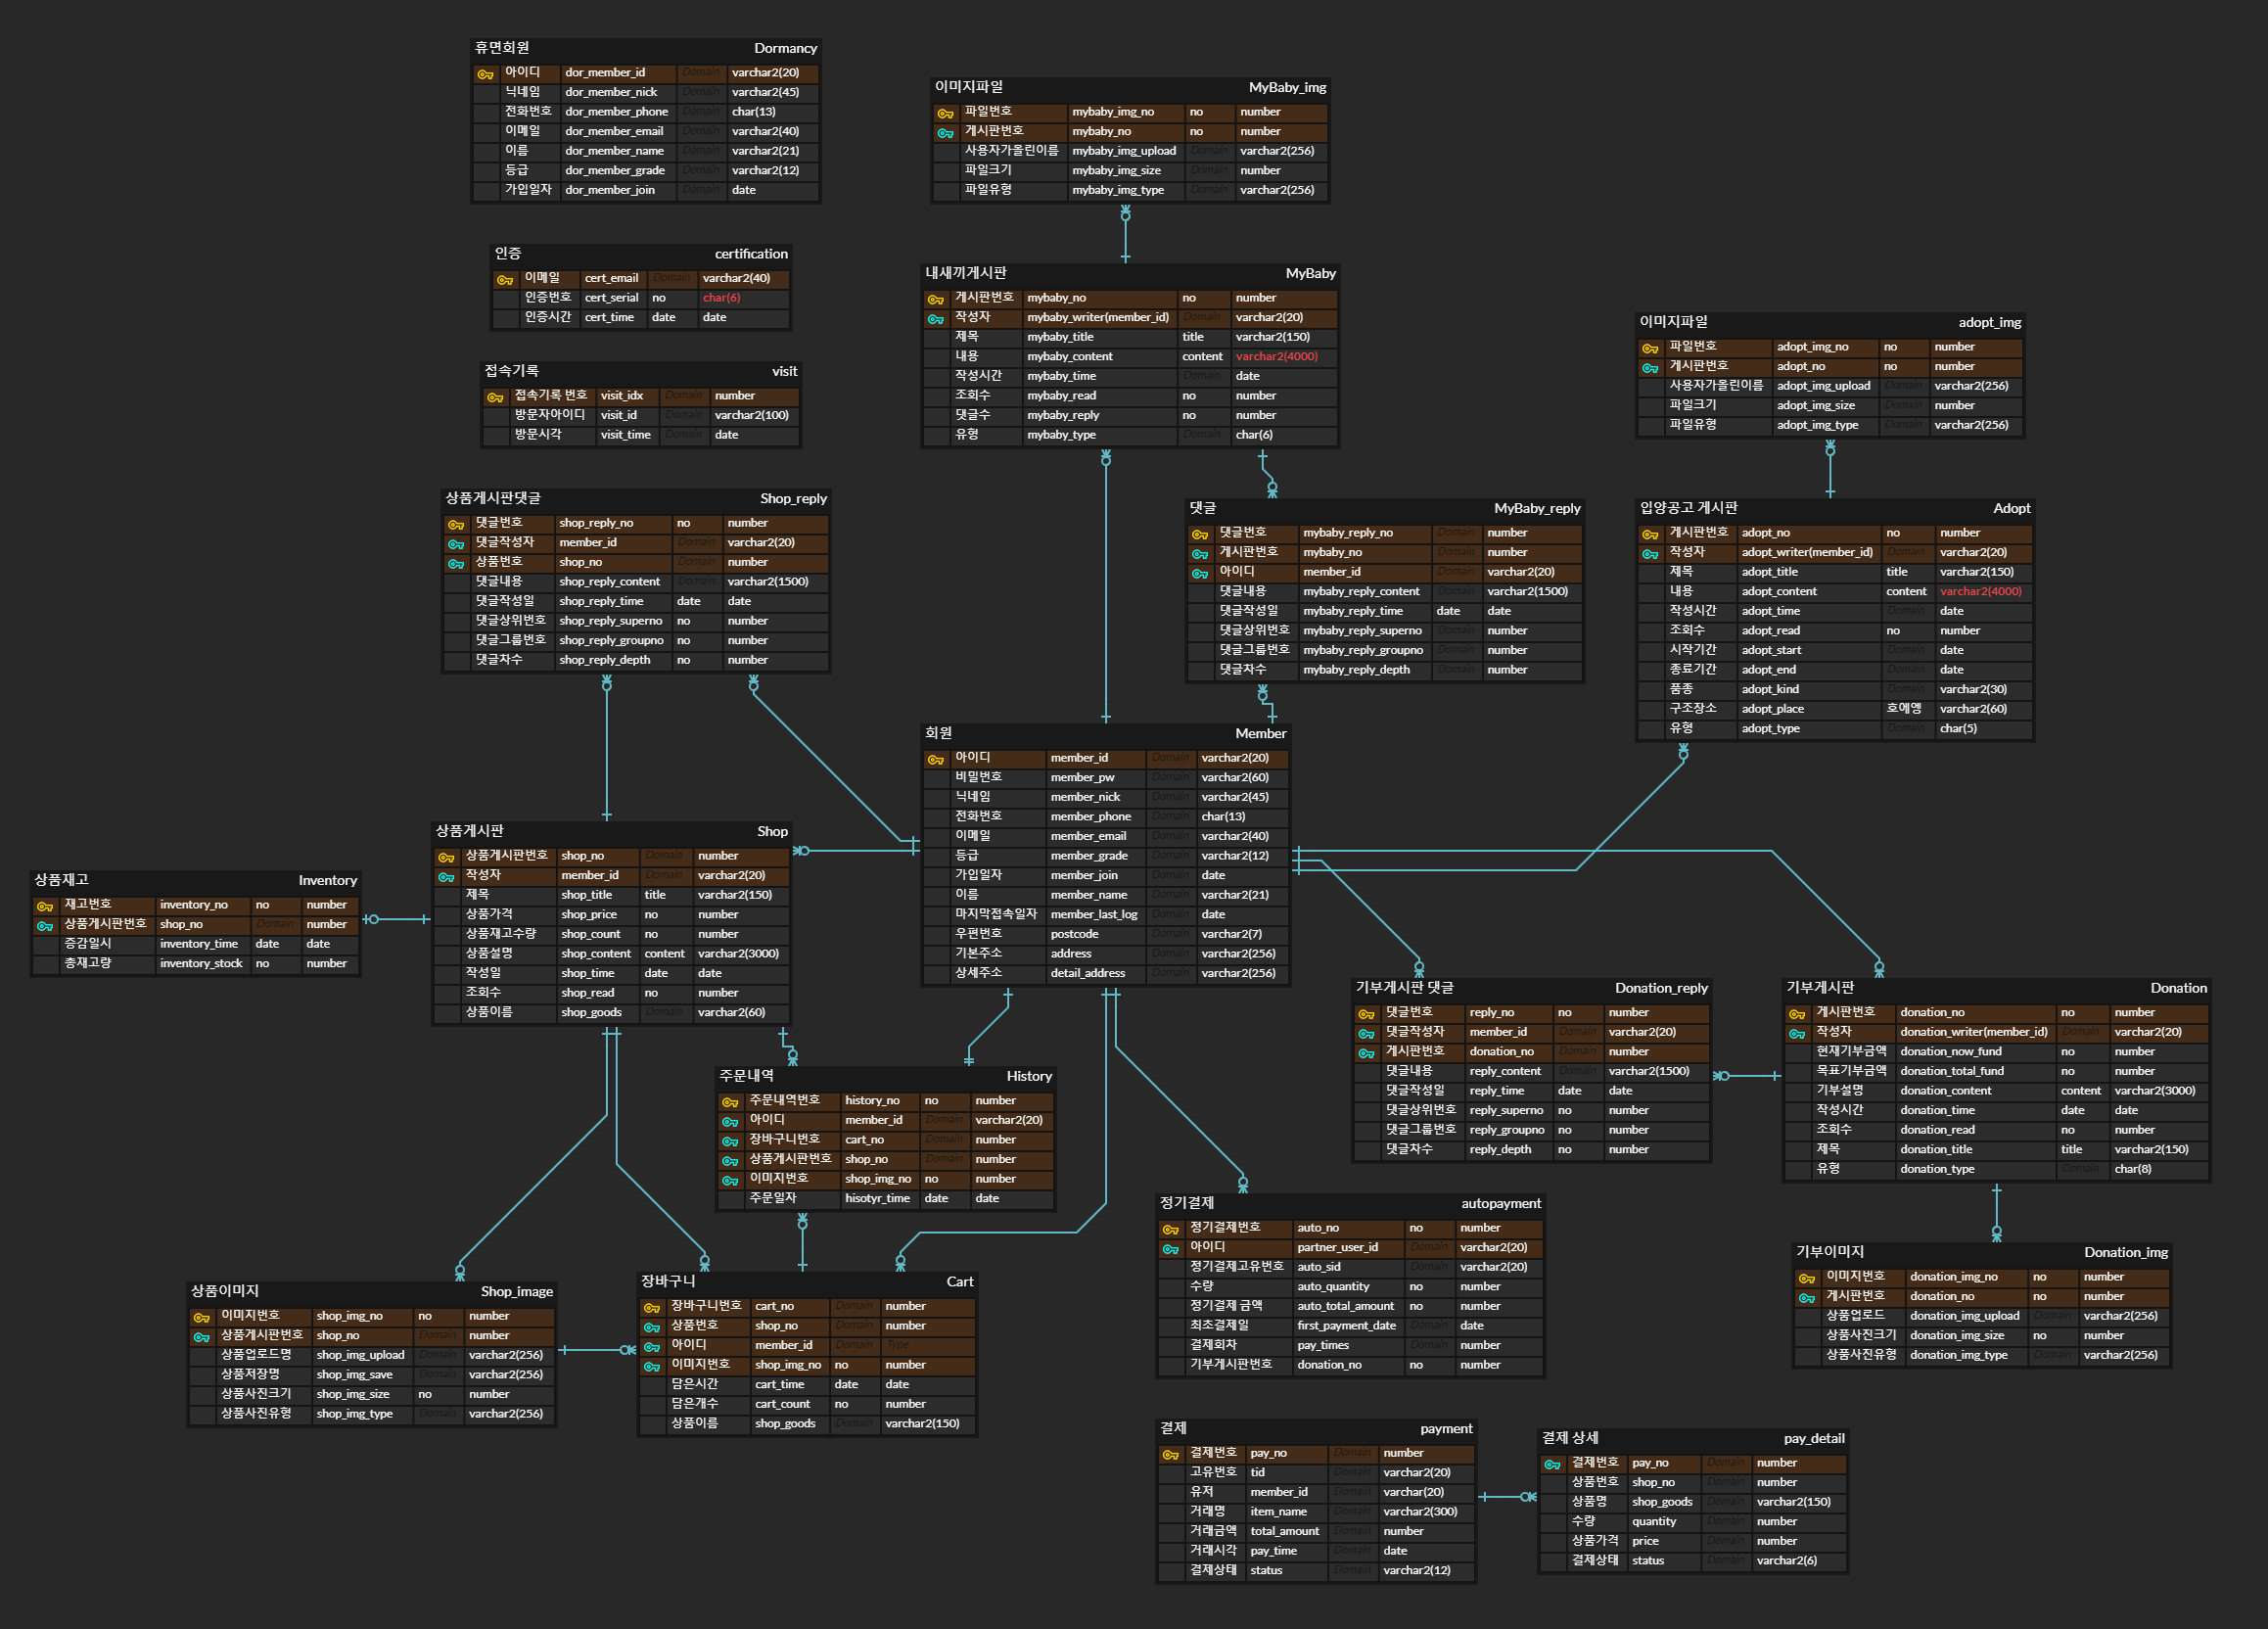 휴면회원 Dormancy
아이디 dor_member_id Domain varchar2(20)
닉네임 dor_member_nick Domain varchar2(45)
전화번호 dor_member_phone Domain char(13)
이메일 dor_member_email Domain varchar2(40)
이름 dor_member_name Domain varchar2(21)
등급 dor_member_grade Domain varchar2(12)
가입일자 dor_member_join Domain date
이미지파일 MyBaby_img
파일번호 mybaby_img_no no number
게시판번호 mybaby_no no number
사용자가올린이름 mybaby_img_upload Domain varchar2(256)
파일크기 mybaby_img_size Domain number
파일유형 mybaby_img_type Domain varchar2(256)
인증 certification
이메일 cert_email Domain varchar2(40)
인증번호 cert_serial no char(6)
인증시간 cert_time date date
내새끼게시판 MyBaby
게시판번호 mybaby_no no number
작성자 mybaby_writer(member_id) Domain varchar2(20)
제목 mybaby_title title varchar2(150)
내용 mybaby_content content varchar2(4000)
작성시간 mybaby_time Domain date
조회수 mybaby_read no number
댓글수 mybaby_reply no number
유형 mybaby_type Domain char(6)
이미지파일 adopt_img
파일번호 adopt_img_no no number
게시판번호 adopt_no no number
사용자가올린이름 adopt_img_upload Domain varchar2(256)
파일크기 adopt_img_size Domain number
파일유형 adopt_img_type Domain varchar2(256)
접속기록 visit
접속기록 번호 visit_idx Domain number
방문자아이디 visit_id Domain varchar2(100)
방문시각 visit_time Domain date
상품게시판댓글 Shop_reply
댓글번호 shop_reply_no no number
댓글작성자 member_id Domain varchar2(20)
상품번호 shop_no Domain number
댓글내용 shop_reply_content Domain varchar2(1500)
댓글작성일 shop_reply_time date date
댓글상위번호 shop_reply_superno no number
댓글그룹번호 shop_reply_groupno no number
댓글차수 shop_reply_depth no number
댓글 MyBaby_reply
댓글번호 mybaby_reply_no Domain number
게시판번호 mybaby_no Domain number
아이디 member_id Domain varchar2(20)
댓글내용 mybaby_reply_content Domain varchar2(1500)
댓글작성일 mybaby_reply_time date date
댓글상위번호 mybaby_reply_superno Domain number
댓글그룹번호 mybaby_reply_groupno Domain number
댓글차수 mybaby_reply_depth Domain number
입양공고 게시판 Adopt
게시판번호 adopt_no no number
작성자 adopt_writer(member_id) Domain varchar2(20)
제목 adopt_title title varchar2(150)
내용 adopt_content content varchar2(4000)
작성시간 adopt_time Domain date
조회수 adopt_read no number
시작기간 adopt_start Domain date
종료기간 adopt_end Domain date
품종 adopt_kind Domain varchar2(30)
구조장소 adopt_place 호에엥 varchar2(60)
유형 adopt_type Domain char(5)
회원 Member
아이디 member_id Domain varchar2(20)
비밀번호 member_pw Domain varchar2(60)
닉네임 member_nick Domain varchar2(45)
전화번호 member_phone Domain char(13)
이메일 member_email Domain varchar2(40)
등급 member_grade Domain varchar2(12)
가입일자 member_join Domain date
이름 member_name Domain varchar2(21)
마지막접속일자 member_last_log Domain date
우편번호 postcode Domain varchar2(7)
기본주소 address Domain varchar2(256)
상세주소 detail_address Domain varchar2(256)
상품게시판 Shop
상품게시판번호 shop_no Domain number
작성자 member_id Domain varchar2(20)
제목 shop_title title varchar2(150)
상품가격 shop_price no number
상품재고수량 shop_count no number
상품설명 shop_content content varchar2(3000)
작성일 shop_time date date
조회수 shop_read no number
상품이름 shop_goods Domain varchar2(60)
상품재고 Inventory
재고번호 inventory_no no number
상품게시판번호 shop_no Domain number
증감일시 inventory_time date date
총재고량 inventory_stock no number
기부게시판 댓글 Donation_reply
댓글번호 reply_no no number
댓글작성자 member_id Domain varchar2(20)
게시판번호 donation_no Domain number
댓글내용 reply_content Domain varchar2(1500)
댓글작성일 reply_time date date
댓글상위번호 reply_superno no number
댓글그룹번호 reply_groupno no number
댓글차수 reply_depth no number
기부게시판 Donation
게시판번호 donation_no no number
작성자 donation_writer(member_id) Domain varchar2(20)
현재기부금액 donation_now_fund no number
목표기부금액 donation_total_fund no number
기부설명 donation_content content varchar2(3000)
작성시간 donation_time date date
조회수 donation_read no number
제목 donation_title title varchar2(150)
유형 donation_type Domain char(8)
주문내역 History
주문내역번호 history_no no number
아이디 member_id Domain varchar2(20)
장바구니번호 cart_no Domain number
상품게시판번호 shop_no Domain number
이미지번호 shop_img_no no number
주문일자 hisotyr_time date date
정기결제 autopayment
정기결제번호 auto_no no number
아이디 partner_user_id Domain varchar2(20)
정기결제고유번호 auto_sid Domain varchar2(20)
수량 auto_quantity no number
정기결제 금액 auto_total_amount no number
최초결제일 first_payment_date Domain date
결제회차 pay_times Domain number
기부게시판번호 donation_no no number
기부이미지 Donation_img
이미지번호 donation_img_no no number
게시판번호 donation_no no number
상품업로드 donation_img_upload Domain varchar2(256)
상품사진크기 donation_img_size no number
상품사진유형 donation_img_type Domain varchar2(256)
상품이미지 Shop_image
이미지번호 shop_img_no no number
상품게시판번호 shop_no Domain number
상품업로드명 shop_img_upload Domain varchar2(256)
상품저장명 shop_img_save Domain varchar2(256)
상품사진크기 shop_img_size no number
상품사진유형 shop_img_type Domain varchar2(256)
장바구니 Cart
장바구니번호 cart_no Domain number
상품번호 shop_no Domain number
아이디 member_id Domain Type
이미지번호 shop_img_no no number
담은시간 cart_time date date
담은개수 cart_count no number
상품이름 shop_goods Domain varchar2(150)
결제 payment
결제번호 pay_no Domain number
고유번호 tid Domain varchar2(20)
유저 member_id Domain varchar(20)
거래명 item_name Domain varchar2(300)
거래금액 total_amount Domain number
거래시각 pay_time Domain date
결제상태 status Domain varchar2(12)
결제 상세 pay_detail
결제번호 pay_no Domain number
상품번호 shop_no Domain number
상품명 shop_goods Domain varchar2(150)
수량 quantity Domain number
상품가격 price Domain number
결제상태 status Domain varchar2(6)